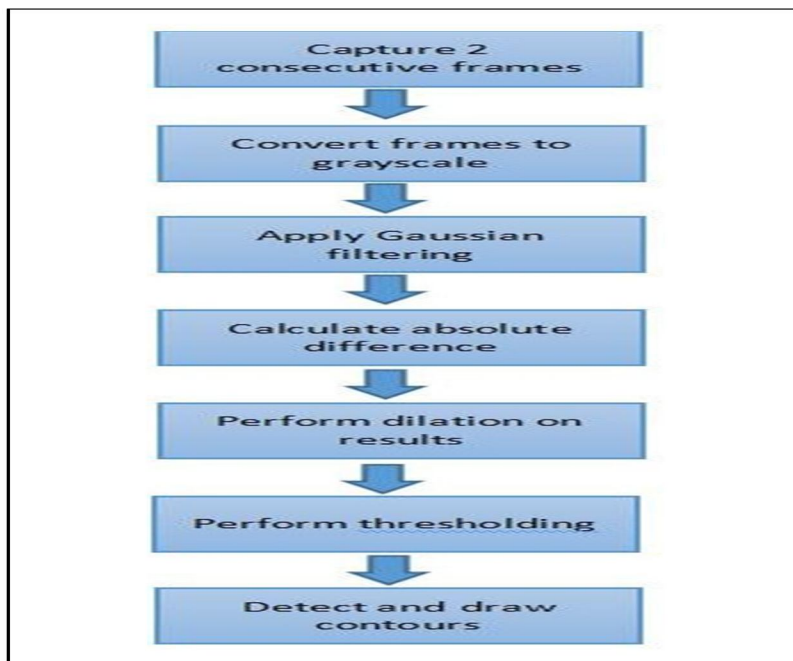 Capture 2
consecutive frames
Convert frames to
grayscale
Apply Gaussian
filtering
Calculate absolute
difference
Perform dilation on
results
Perform thresholding
Detect and draw
contours